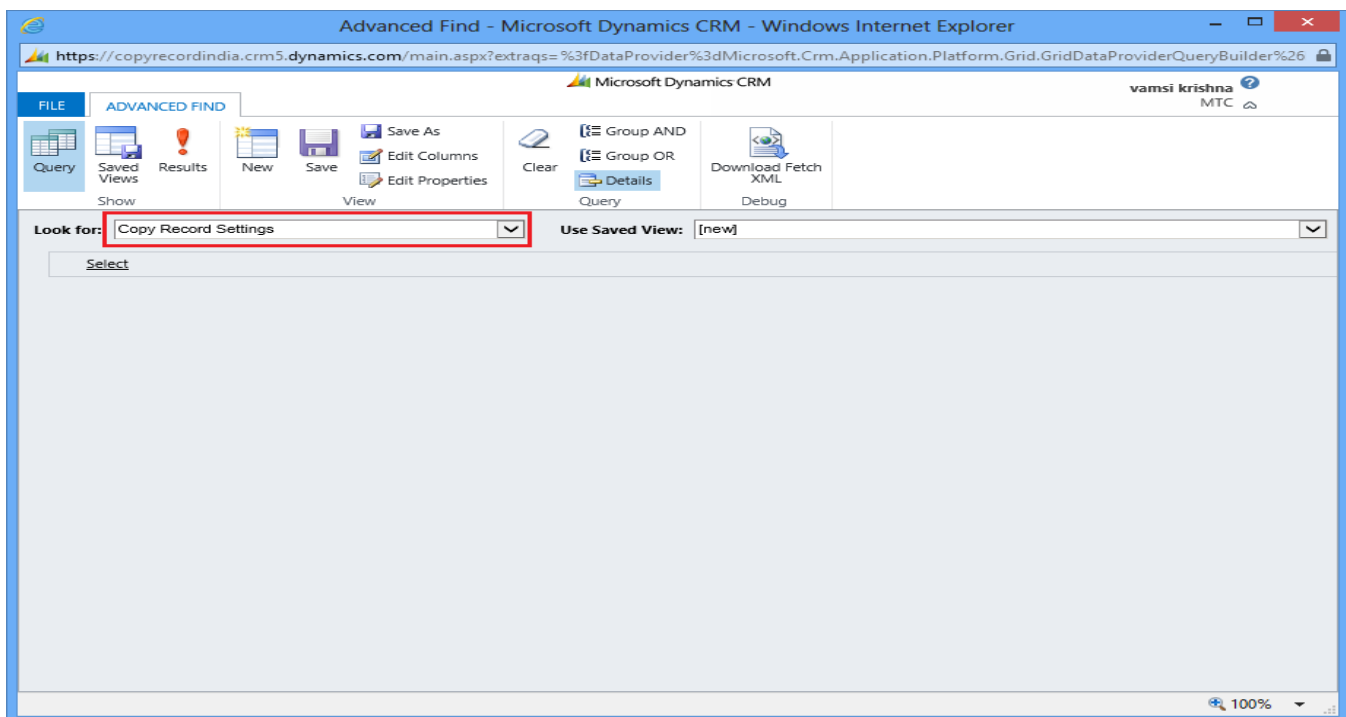 Advanced Find - Microsoft Dynamics CRM - Windows Internet Explorer
https://copyrecordindia.crm5.dynamics.com/main.aspx?extraqs=%3fDataProvider%3dMicrosoft.Crm.Application.Platform.Grid.GridDataProviderQueryBuilder%26
Microsoft Dynamics CRM
vamsi krishna
MTC
FILE
ADVANCED FIND
Query
Saved Views
Results
Show
New
Save
Save As
Edit Columns
Edit Properties
View
Clear
Group AND
Group OR
Details
Query
Download Fetch XML
Debug
Look for: Copy Record Settings
Use Saved View: [new]
Select
100%